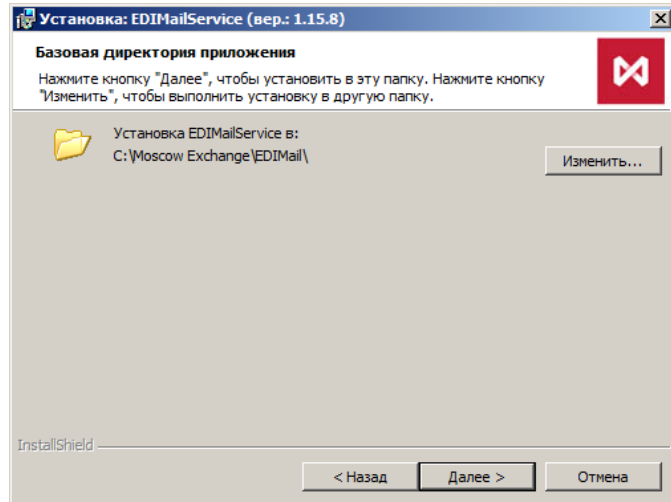 Установка: EDIMailService (вер.: 1.15.8)
Базовая директория приложения
Нажмите кнопку "Далее", чтобы установить в эту папку. Нажмите кнопку
"Изменить", чтобы выполнить установку в другую папку.
Установка EDIMailService в:
C:\Moscow Exchange\EDIMail\
Изменить...
InstallShield
< Назад
Далее >
Отмена